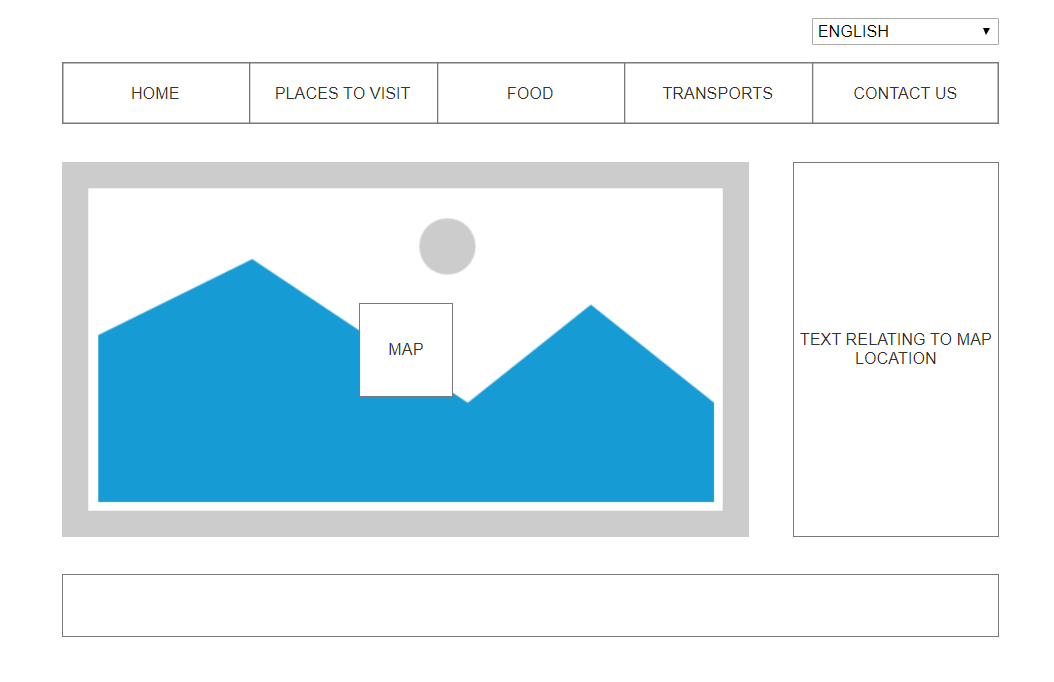 ENGLISH
HOME
PLACES TO VISIT
FOOD
TRANSPORTS
CONTACT US
MAP
TEXT RELATING TO MAP
LOCATION